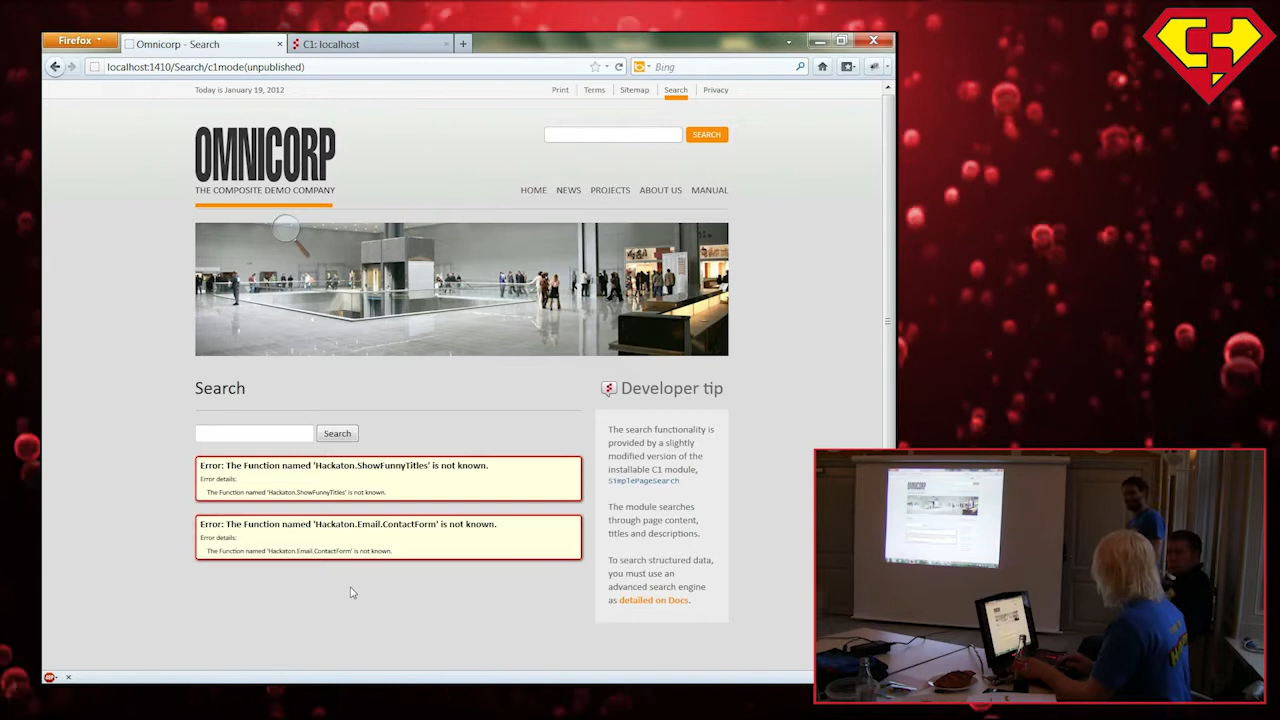 Firefox
Omnicorp - Search
C1: localhost
localhost:1410/Search/c1mode(unpublished)
Bing
Today is January 19, 2012
Print
Terms
Sitemap
Search
Privacy
OMNICORP
THE COMPOSITE DEMO COMPANY
SEARCH
HOME
NEWS
PROJECTS
ABOUT US
MANUAL
Search
Search
Error: The Function named 'Hackaton.ShowFunnyTitles' is not known.
Error details:
The Function named 'Hackaton.ShowFunnyTitles' is not known.
Error: The Function named 'Hackaton.Email.ContactForm' is not known.
Error details:
The Function named 'Hackaton.Email.ContactForm' is not known.
Developer tip
The search functionality is
provided by a slightly
modified version of the
installable C1 module,
SimplePageSearch
The module searches
through page content,
titles and descriptions.
To search structured data,
you must use an
advanced search engine
as detailed on Docs.